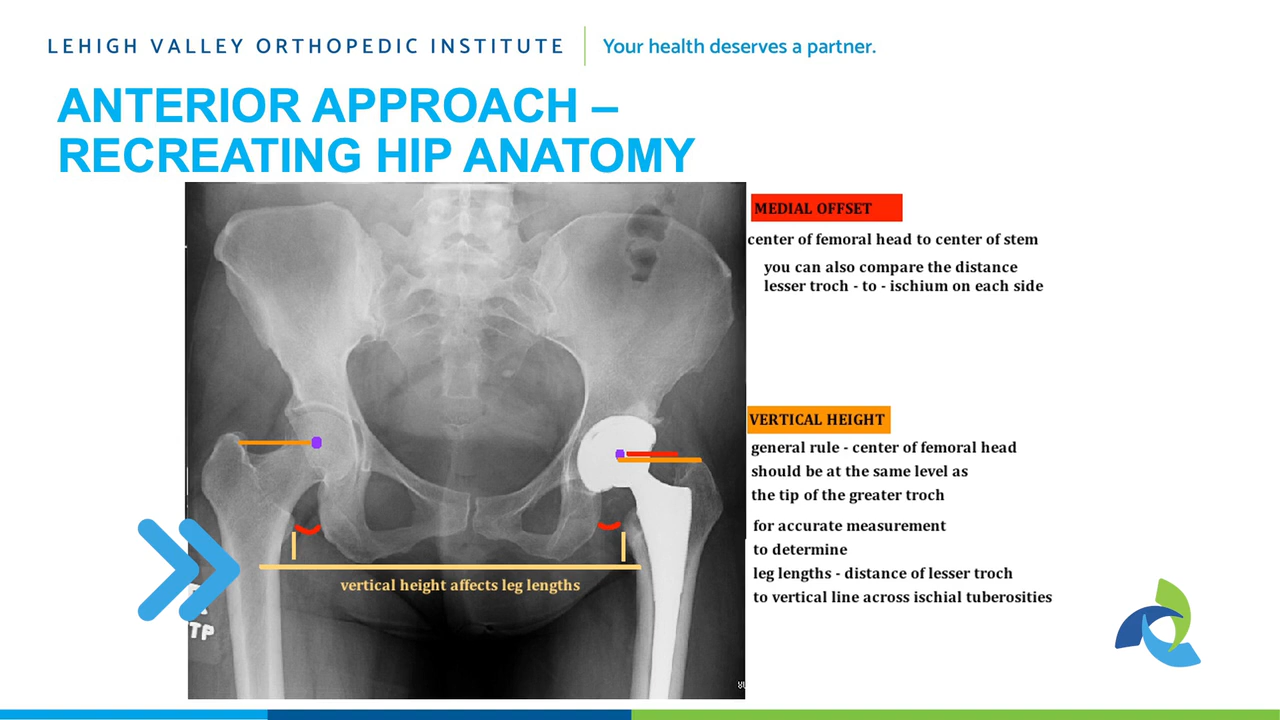 LEHIGH VALLEY ORTHOPEDIC INSTITUTE
Your health deserves a partner.
ANTERIOR APPROACH –
RECREATING HIP ANATOMY
MEDIAL OFFSET
center of femoral head to center of stem
you can also compare the distance
lesser troch - to - ischium on each side
VERTICAL HEIGHT
general rule - center of femoral head
should be at the same level as
the tip of the greater troch
for accurate measurement
to determine
leg lengths - distance of lesser troch
to vertical line across ischial tuberosities
vertical height affects leg lengths
TP